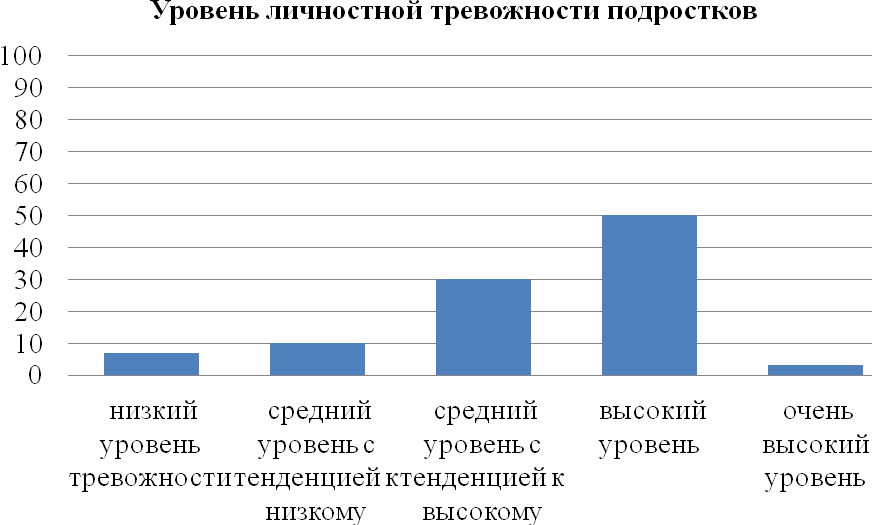 Уровень личностной тревожности подростков
100
90
80
70
60
50
40
30
20
10
0
низкий
уровень
тревожности
средний
уровень с
тенденцией к
низкому
средний
уровень с
тенденцией к
высокому
высокий
уровень
очень
высокий
уровень